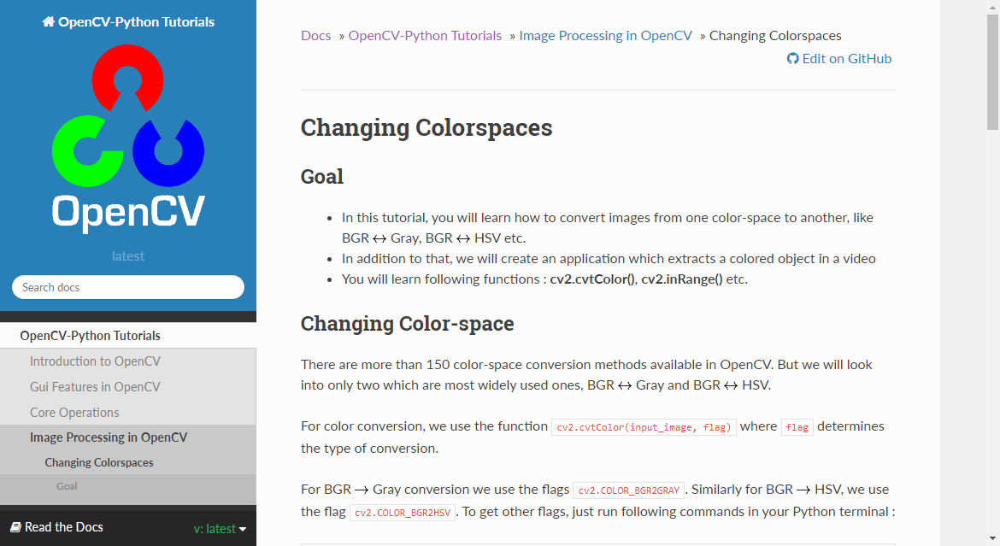 OpenCV-Python Tutorials
OpenCV
latest
Search docs
OpenCV-Python Tutorials
Introduction to OpenCV
Gui Features in OpenCV
Core Operations
Image Processing in OpenCV
Changing Colorspaces
Goal
Read the Docs
v: latest
Docs » OpenCV-Python Tutorials » Image Processing in OpenCV » Changing Colorspaces
Edit on GitHub
Changing Colorspaces
Goal
• In this tutorial, you will learn how to convert images from one color-space to another, like
BGR ↔ Gray, BGR ↔ HSV etc.
• In addition to that, we will create an application which extracts a colored object in a video
• You will learn following functions : cv2.cvtColor(), cv2.inRange() etc.
Changing Color-space
There are more than 150 color-space conversion methods available in OpenCV. But we will look
into only two which are most widely used ones, BGR ↔ Gray and BGR ↔ HSV.
For color conversion, we use the function cv2.cvtColor(input_image, flag) where flag determines
the type of conversion.
For BGR → Gray conversion we use the flags cv2.COLOR_BGR2GRAY. Similarly for BGR → HSV, we use
the flag cv2.COLOR_BGR2HSV. To get other flags, just run following commands in your Python terminal :